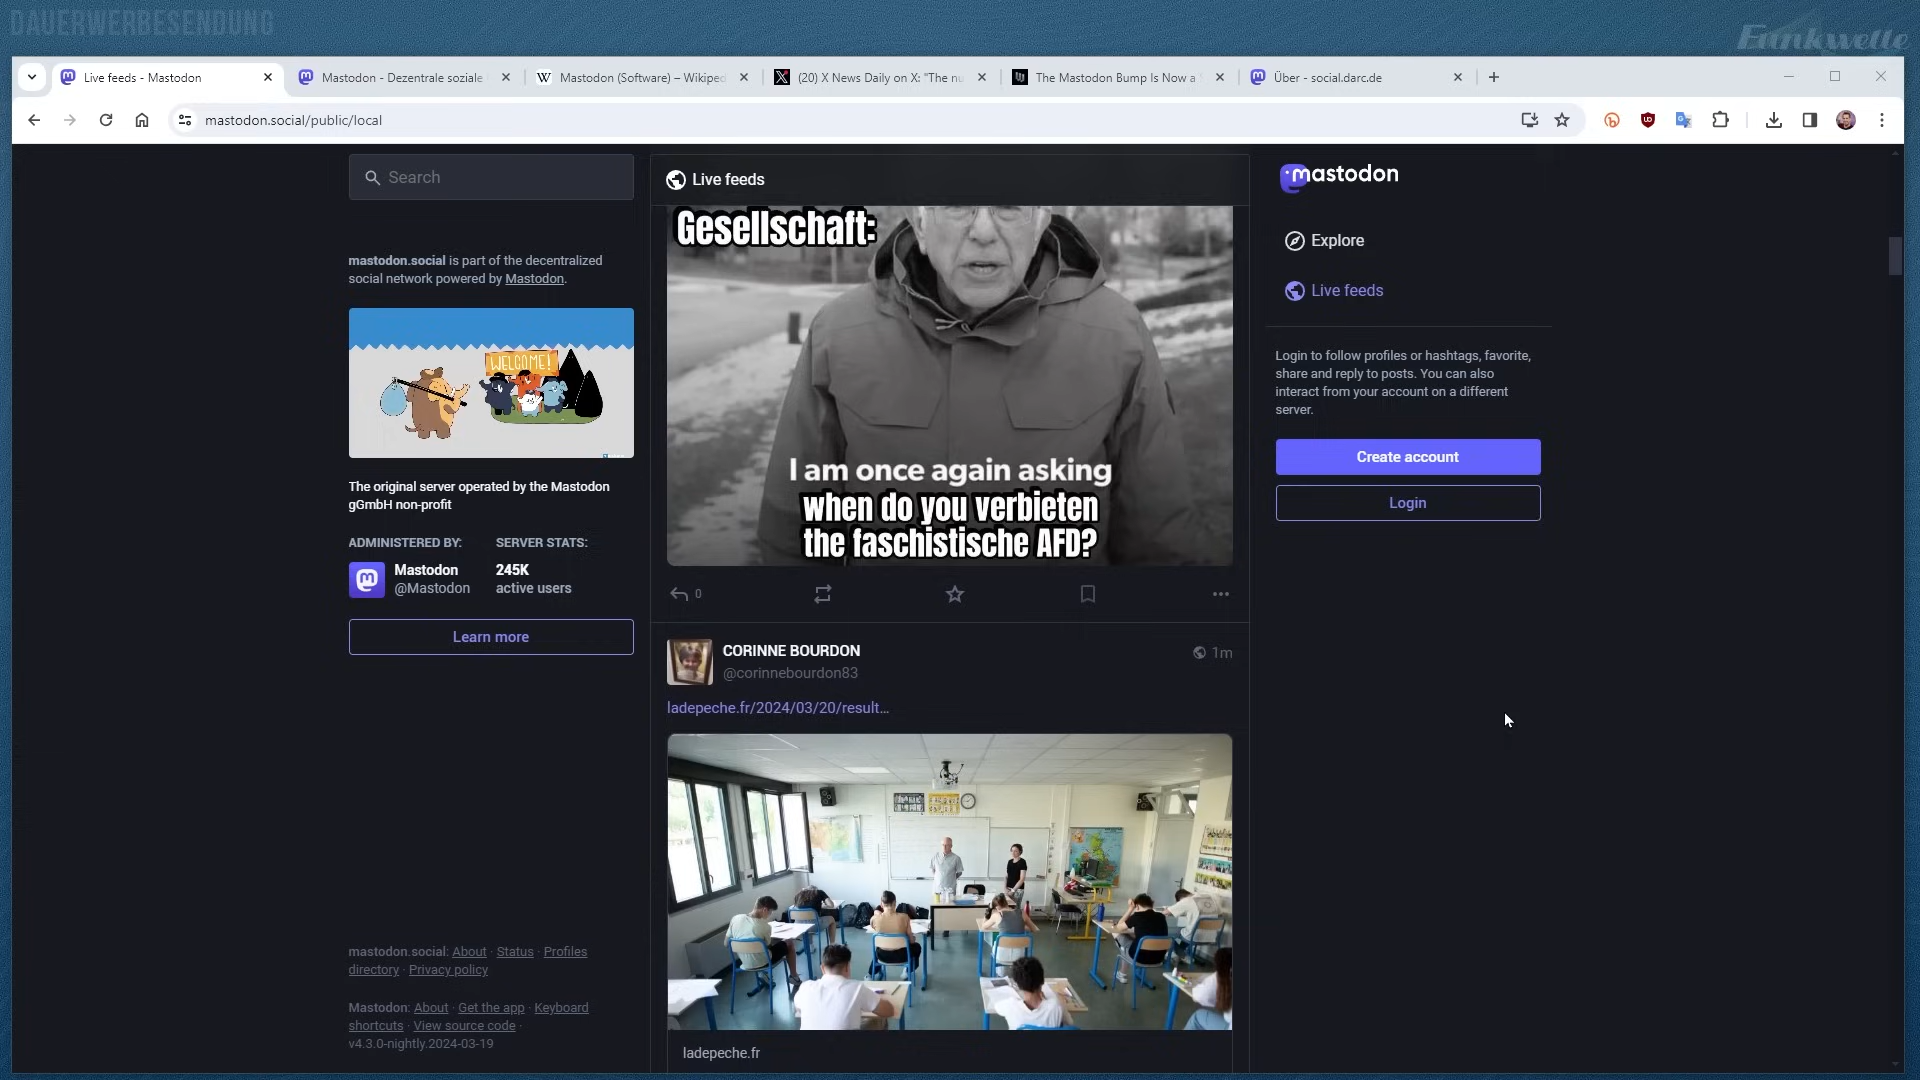 DAUERWERBESENDUNG
Funkwelle
Live feeds - Mastodon
Mastodon - Dezentrale soziale
Mastodon (Software) – Wikiped
(20) X News Daily on X: "The nu
The Mastodon Bump Is Now a
Über - social.darc.de
mastodon.social/public/local
Search
mastodon.social is part of the decentralized
social network powered by Mastodon.
WELCOME!
The original server operated by the Mastodon
gGmbH non-profit
ADMINISTERED BY:
Mastodon
@Mastodon
SERVER STATS:
245K
active users
Learn more
mastodon.social: About · Status · Profiles
directory · Privacy policy
Mastodon: About · Get the app · Keyboard
shortcuts · View source code ·
v4.3.0-nightly.2024-03-19
Live feeds
Gesellschaft:
I am once again asking
when do you verbieten
the faschistische AFD?
0
CORINNE BOURDON
@corinnebourdon83
1m
ladepeche.fr/2024/03/20/result…
ladepeche.fr
mastodon
Explore
Live feeds
Login to follow profiles or hashtags, favorite,
share and reply to posts. You can also
interact from your account on a different
server.
Create account
Login